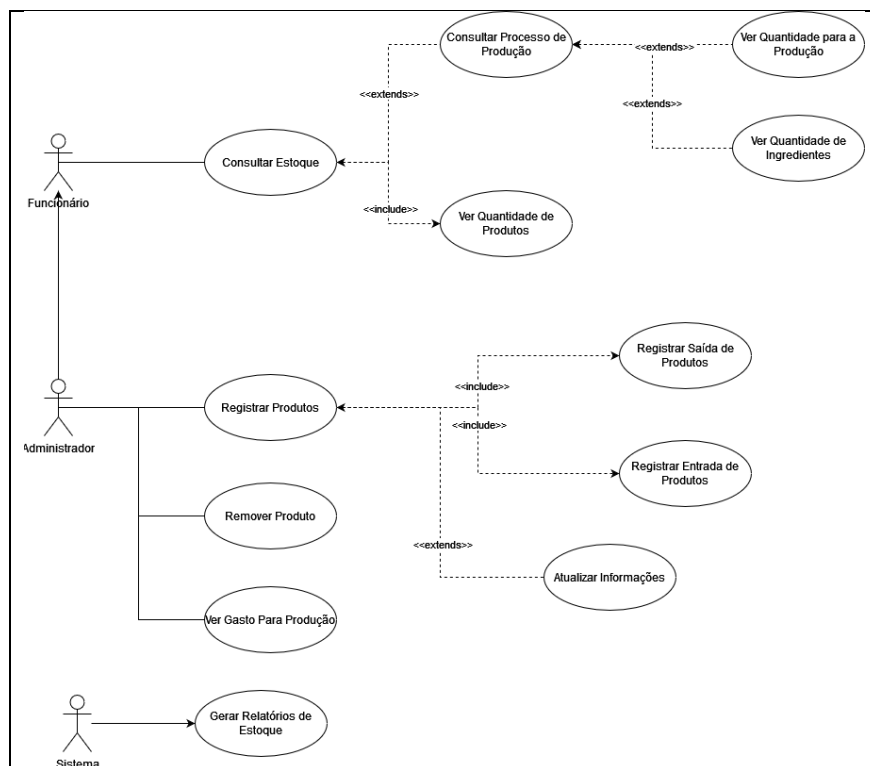 Consultar Processo de
Produção
Ver Quantidade para a
Produção
<<extends>>
<<extends>>
<<extends>>
Consultar Estoque
Ver Quantidade de
Ingredientes
Funcionário
<<include>>
Ver Quantidade de
Produtos
Registrar Saída de
Produtos
<<include>>
Registrar Produtos
<<include>>
Administrador
Registrar Entrada de
Produtos
Remover Produto
<<extends>>
Atualizar Informações
Ver Gasto Para Produção
Gerar Relatórios de
Estoque
Sistema